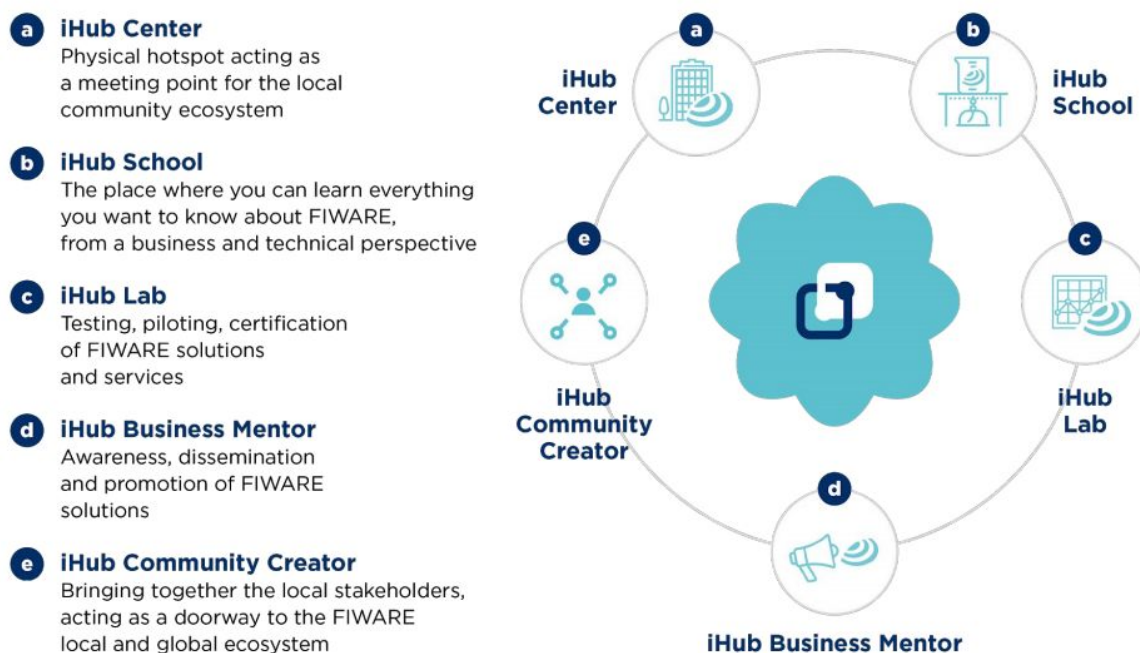 a iHub Center
Physical hotspot acting as
a meeting point for the local
community ecosystem
b iHub School
The place where you can learn everything
you want to know about FIWARE,
from a business and technical perspective
c iHub Lab
Testing, piloting, certification
of FIWARE solutions
and services
d iHub Business Mentor
Awareness, dissemination
and promotion of FIWARE
solutions
e iHub Community Creator
Bringing together the local stakeholders,
acting as a doorway to the FIWARE
local and global ecosystem
a
iHub
Center
b
iHub
School
c
iHub
Lab
d
iHub Business Mentor
e
iHub
Community
Creator